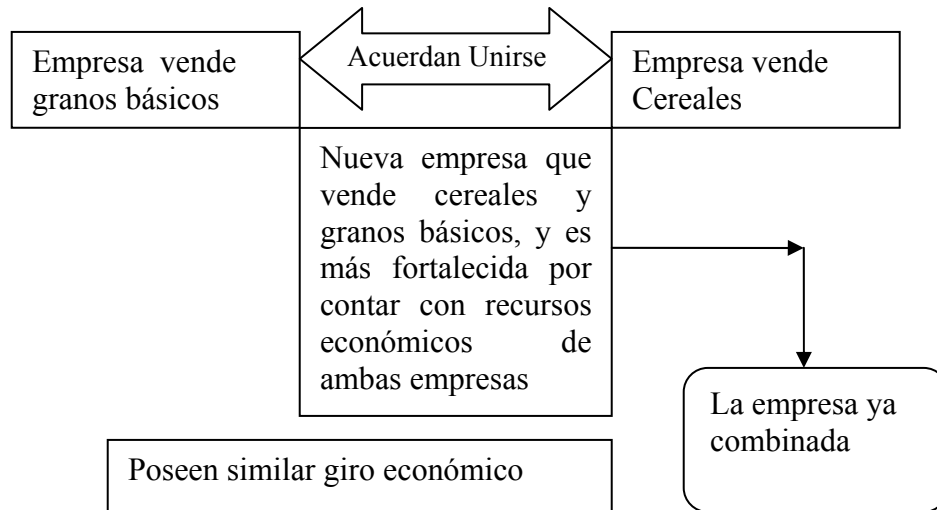 Empresa vende
granos básicos
Acuerdan Unirse
Empresa vende
Cereales
Nueva empresa que
vende cereales y
granos básicos, y es
más fortalecida por
contar con recursos
económicos de
ambas empresas
La empresa ya
combinada
Poseen similar giro económico